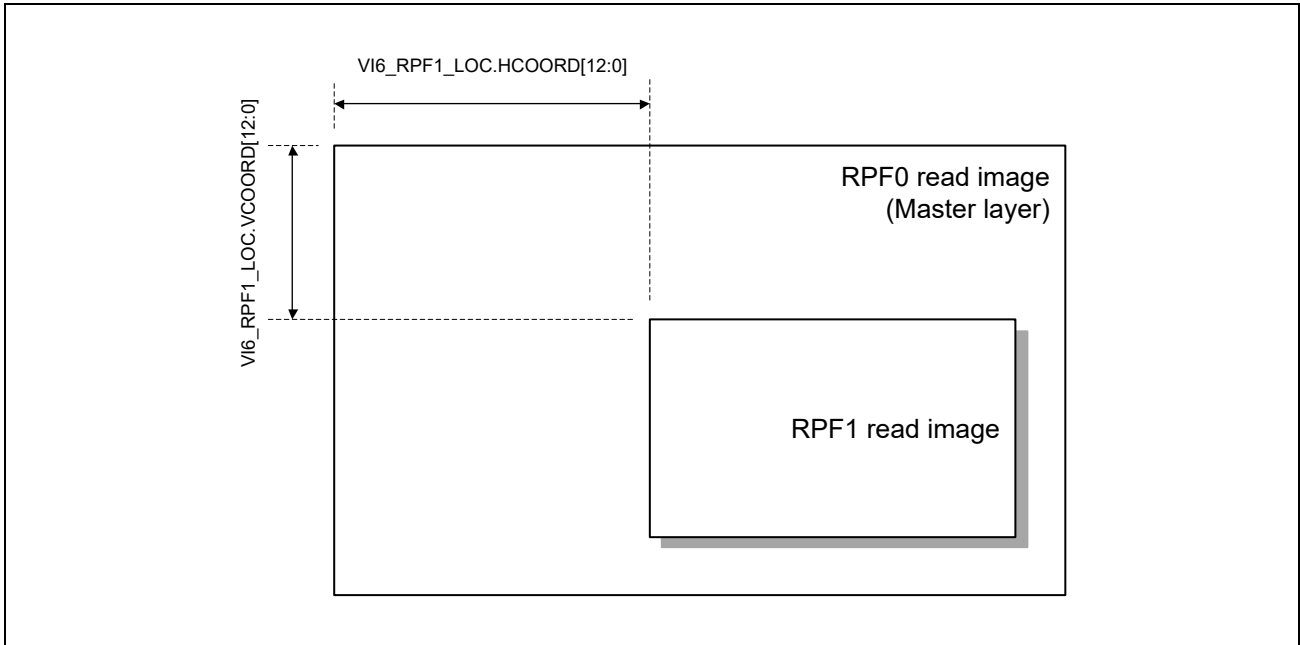 VI6_RPF1_LOC.HCOORD[12:0]
VI6_RPF1_LOC.VCOORD[12:0]
RPF0 read image
(Master layer)
RPF1 read image